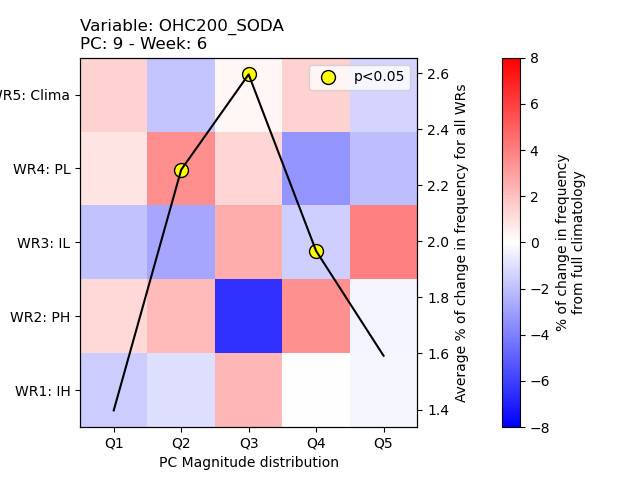 Variable: OHC200_SODA
PC: 9 - Week: 6
p<0.05
WR5: Clima
WR4: PL
WR3: IL
WR2: PH
WR1: IH
Q1 Q2 Q3 Q4 Q5
PC Magnitude distribution
2.6
2.4
2.2
2.0
1.8
1.6
1.4
Average % of change in frequency for all WRs
8
6
4
2
0
−2
−4
−6
−8
% of change in frequency
from full climatology